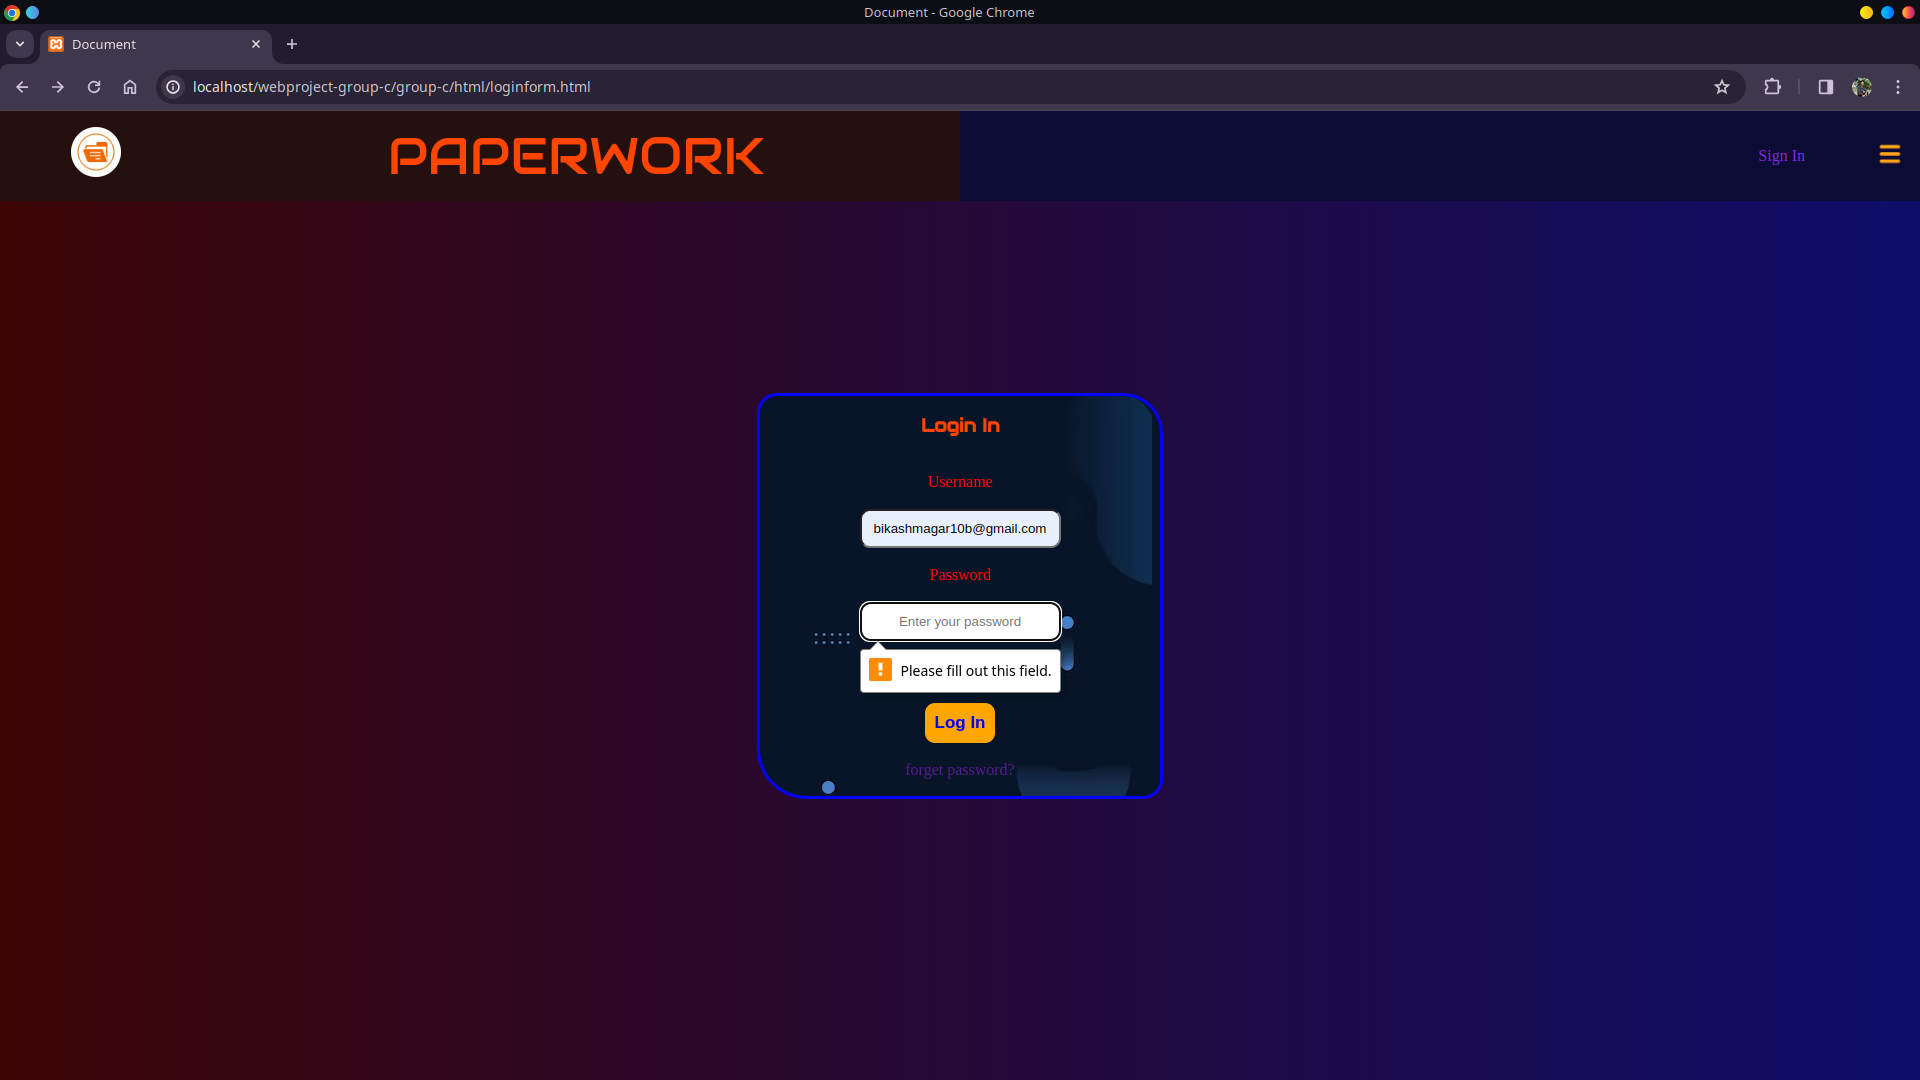 Document - Google Chrome
Document
localhost/webproject-group-c/group-c/html/loginform.html
PAPERWORK
Sign In
Login In
Username
bikashmagar10b@gmail.com
Password
Enter your password
Please fill out this field.
Log In
forget password?